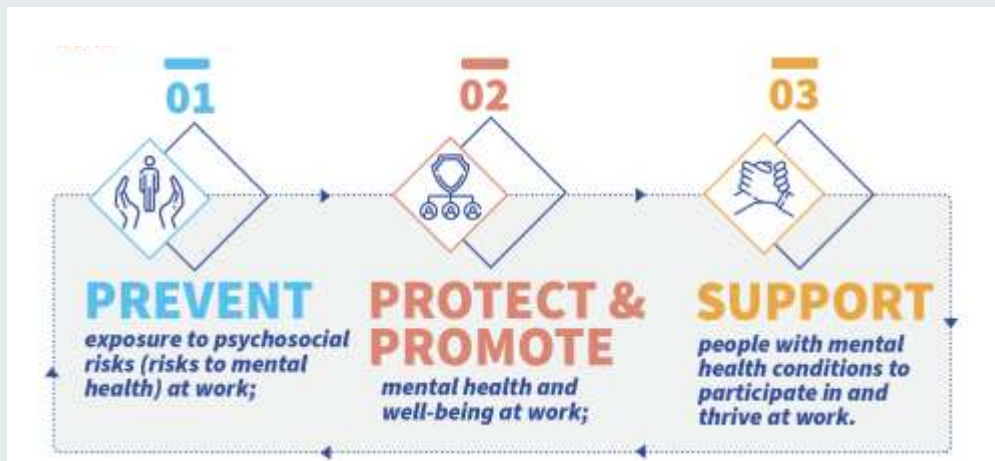 01
PREVENT
exposure to psychosocial
risks (risks to mental
health) at work;
02
PROTECT &
PROMOTE
mental health and
well-being at work;
03
SUPPORT
people with mental
health conditions to
participate in and
thrive at work.